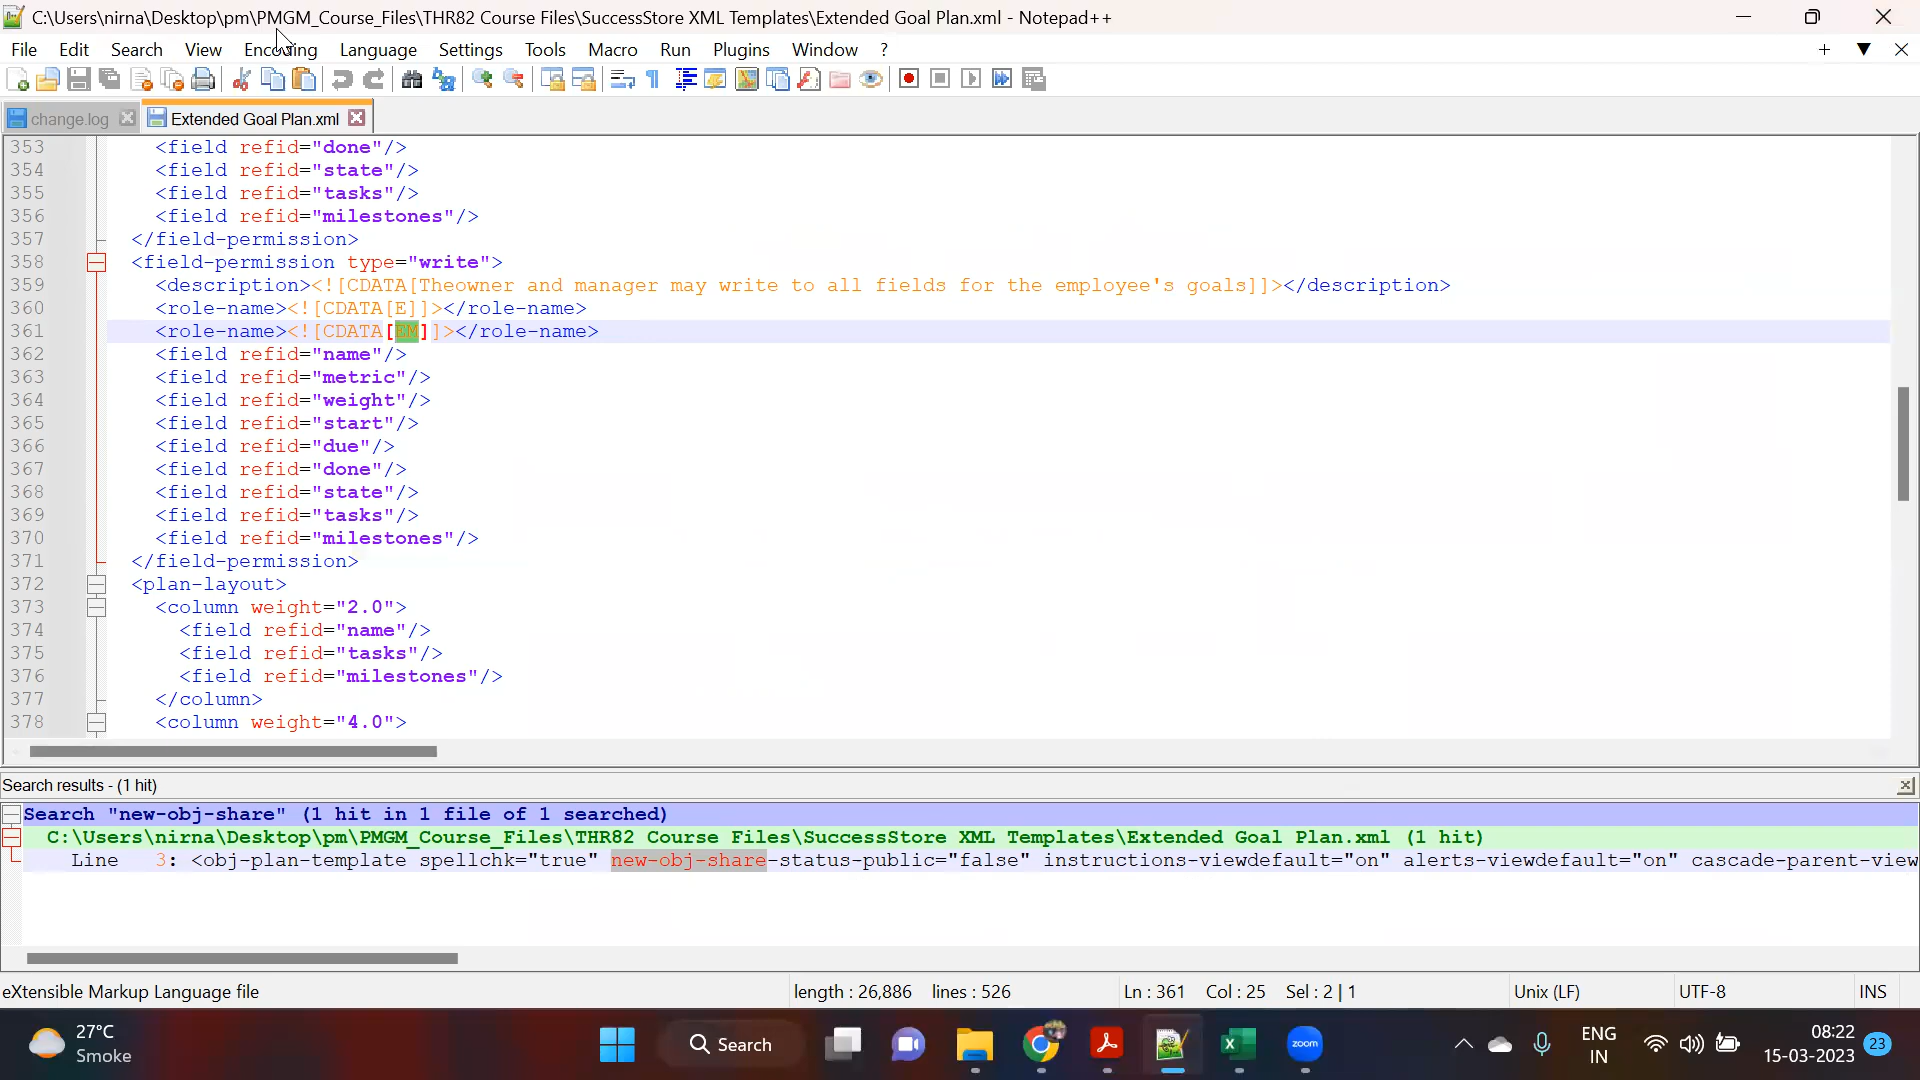 C:\Users\nirna\Desktop\pm\PMGM_Course_Files\THR82 Course Files\SuccessStore XML Templates\Extended Goal Plan.xml - Notepad++
File Edit Search View Encoding Language Settings Tools Macro Run Plugins Window ?
change.log Extended Goal Plan.xml
353 <field refid="done"/>
354 <field refid="state"/>
355 <field refid="tasks"/>
356 <field refid="milestones"/>
357 </field-permission>
358 <field-permission type="write">
359 <description><![CDATA[Theowner and manager may write to all fields for the employee's goals]]></description>
360 <role-name><![CDATA[E]]></role-name>
361 <role-name><![CDATA[EM]]></role-name>
362 <field refid="name"/>
363 <field refid="metric"/>
364 <field refid="weight"/>
365 <field refid="start"/>
366 <field refid="due"/>
367 <field refid="done"/>
368 <field refid="state"/>
369 <field refid="tasks"/>
370 <field refid="milestones"/>
371 </field-permission>
372 <plan-layout>
373 <column weight="2.0">
374 <field refid="name"/>
375 <field refid="tasks"/>
376 <field refid="milestones"/>
377 </column>
378 <column weight="4.0">
Search results - (1 hit)
Search "new-obj-share" (1 hit in 1 file of 1 searched)
C:\Users\nirna\Desktop\pm\PMGM_Course_Files\THR82 Course Files\SuccessStore XML Templates\Extended Goal Plan.xml (1 hit)
Line 3: <obj-plan-template spellchk="true" new-obj-share-status-public="false" instructions-viewdefault="on" alerts-viewdefault="on" cascade-parent-view
eXtensible Markup Language file length : 26,886 lines : 526 Ln : 361 Col : 25 Sel : 2 | 1 Unix (LF) UTF-8 INS
27°C
Smoke
Search
zoom
ENG
IN
08:22
15-03-2023
23